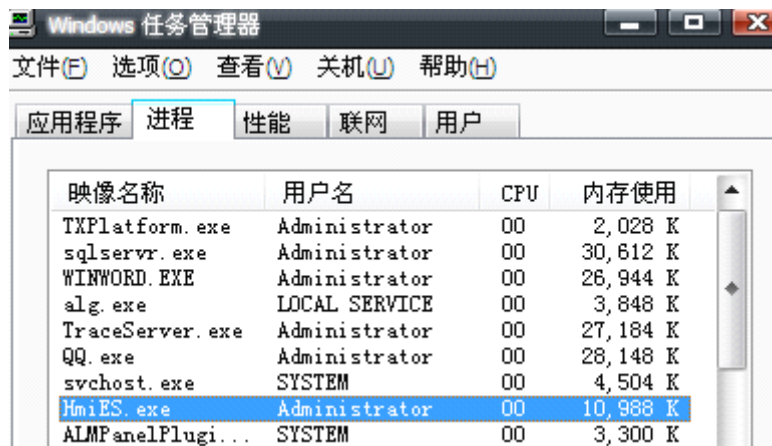 Windows 任务管理器
文件(F) 选项(O) 查看(V) 关机(U) 帮助(H)
应用程序 进程 性能 联网 用户
映像名称 用户名 CPU 内存使用
TXPlatform.exe Administrator 00 2,028 K
sqlservr.exe Administrator 00 30,612 K
WINWORD.EXE Administrator 00 26,944 K
alg.exe LOCAL SERVICE 00 3,848 K
TraceServer.exe Administrator 00 27,184 K
QQ.exe Administrator 00 28,148 K
svchost.exe SYSTEM 00 4,504 K
HmiES.exe Administrator 00 10,988 K
ALMPanelPlugi... SYSTEM 00 3,300 K